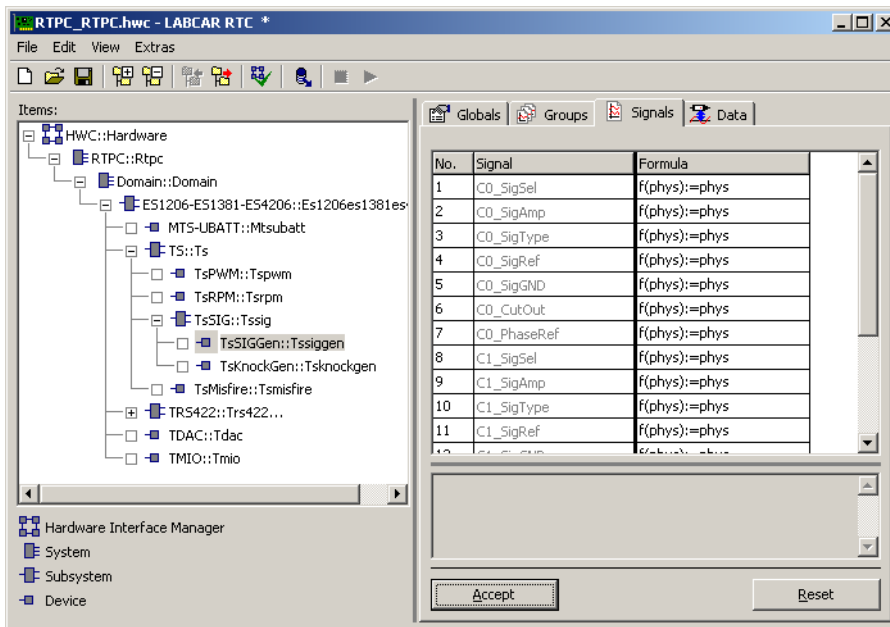 RTPC_RTPC.hwc - LABCAR RTC *
File Edit View Extras
Items:
HWC::Hardware
RTPC::Rtpc
Domain::Domain
ES1206-ES1381-ES4206::Es1206es1381es
MTS-UBATT::Mtsubatt
TS::Ts
TsPWM::Tspwm
TsRPM::Tsrpm
TsSIG::Tssig
TsSIGGen::Tssiggen
TsKnockGen::Tsknockgen
TsMisfire::Tsmisfire
TRS422::Trs422...
TDAC::Tdac
TMIO::Tmio
Hardware Interface Manager
System
Subsystem
Device
Globals Groups Signals Data
No. Signal Formula
1 C0_SigSel f(phys):=phys
2 C0_SigAmp f(phys):=phys
3 C0_SigType f(phys):=phys
4 C0_SigRef f(phys):=phys
5 C0_SigGND f(phys):=phys
6 C0_CutOut f(phys):=phys
7 C0_PhaseRef f(phys):=phys
8 C1_SigSel f(phys):=phys
9 C1_SigAmp f(phys):=phys
10 C1_SigType f(phys):=phys
11 C1_SigRef f(phys):=phys
Accept Reset